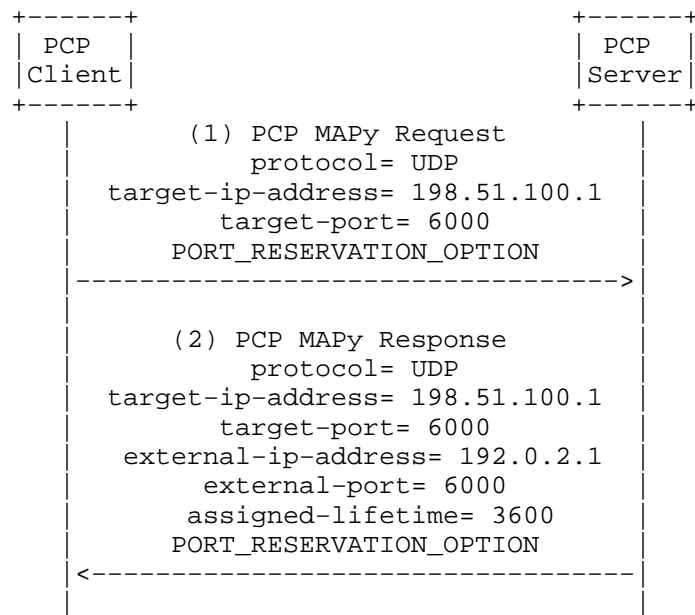 PCP PCP
Client Server
(1) PCP MAPy Request
protocol= UDP
target-ip-address= 198.51.100.1
target-port= 6000
PORT_RESERVATION_OPTION
(2) PCP MAPy Response
protocol= UDP
target-ip-address= 198.51.100.1
target-port= 6000
external-ip-address= 192.0.2.1
external-port= 6000
assigned-lifetime= 3600
PORT_RESERVATION_OPTION